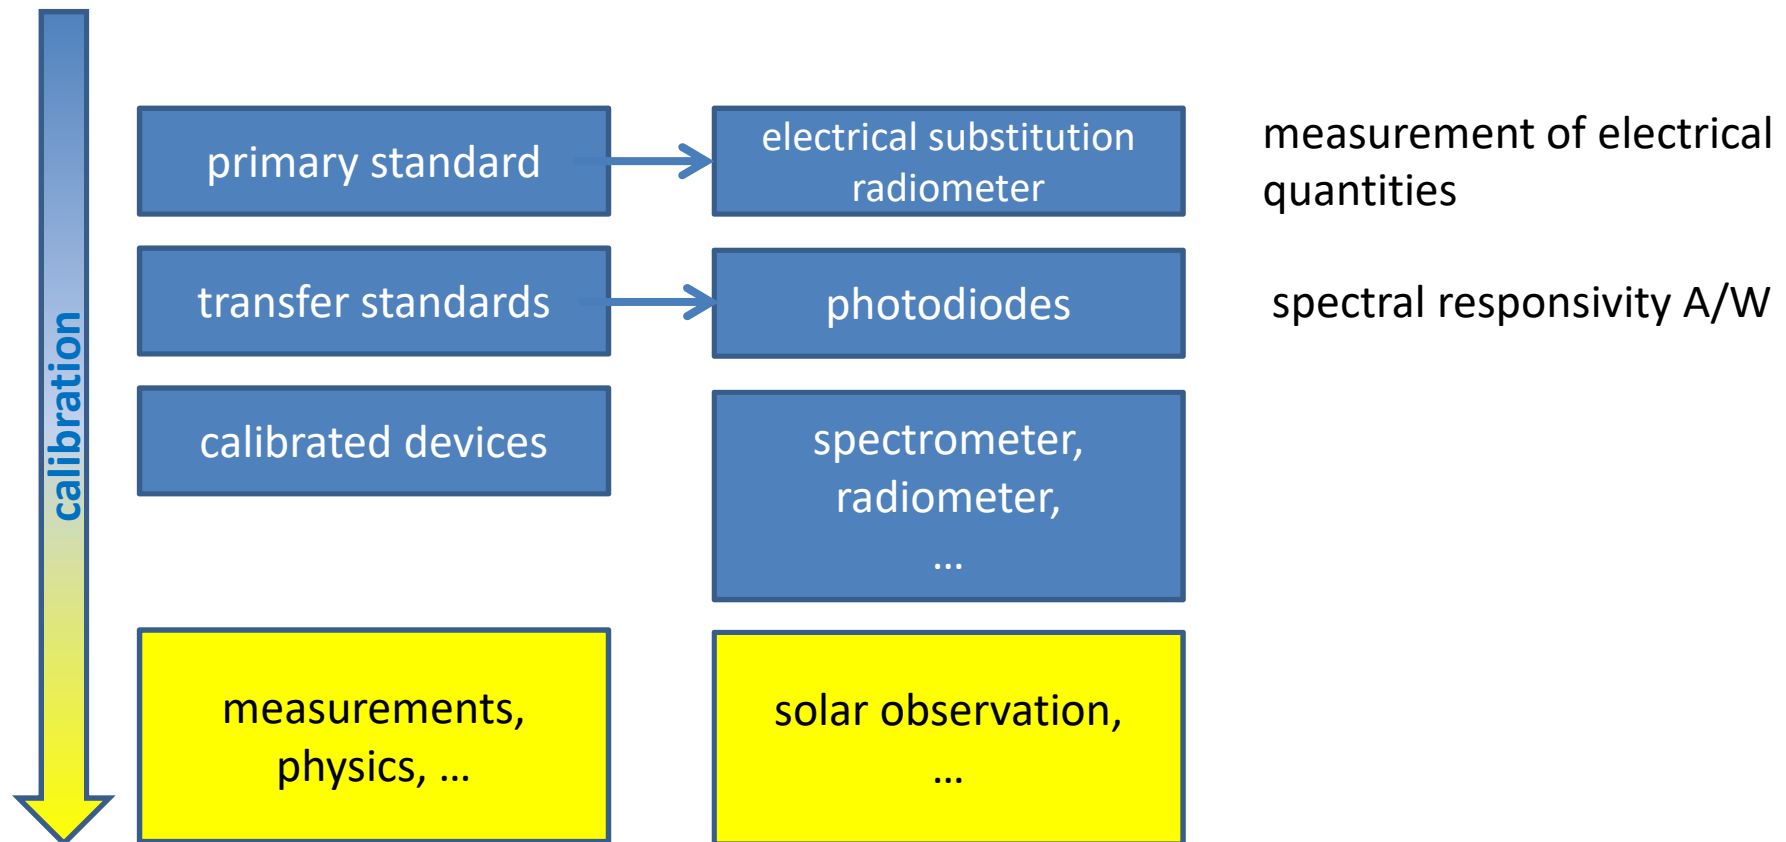 calibration
primary standard
electrical substitution
radiometer
measurement of electrical
quantities
transfer standards
photodiodes
spectral responsivity A/W
calibrated devices
spectrometer,
radiometer,
...
measurements,
physics, ...
solar observation,
...